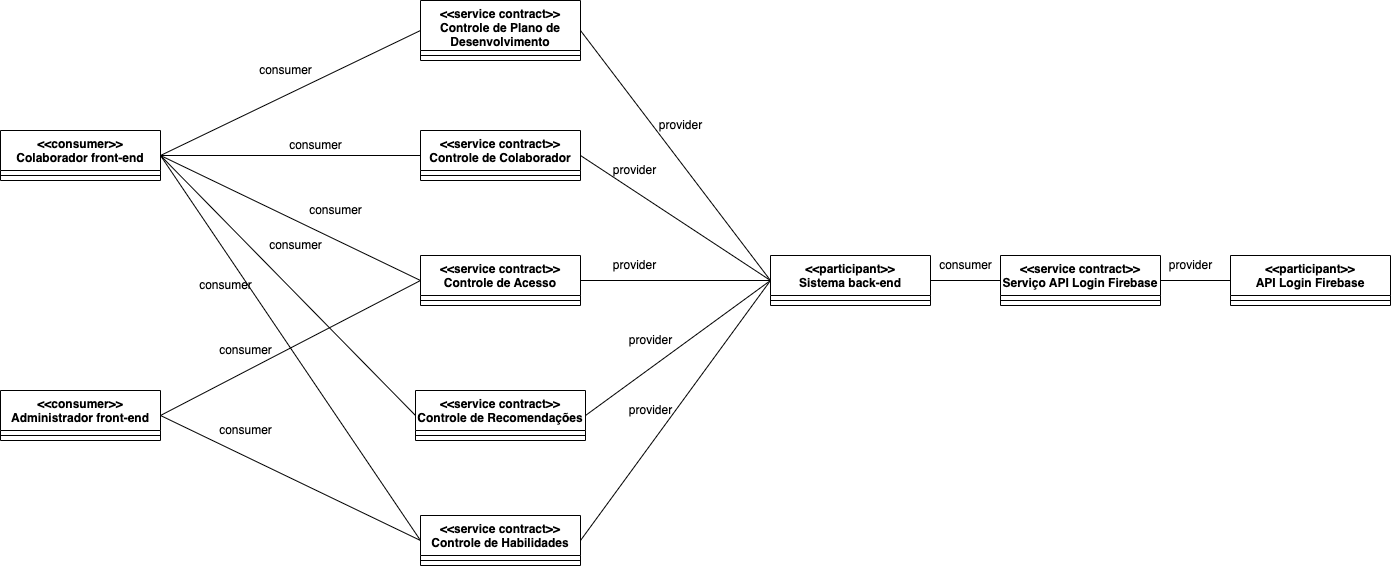 <<service contract>>
Controle de Plano de
Desenvolvimento
consumer
provider
<<consumer>>
Colaborador front-end
consumer
<<service contract>>
Controle de Colaborador
provider
consumer
consumer
consumer
<<service contract>>
Controle de Acesso
provider
<<participant>>
Sistema back-end
consumer
<<service contract>>
Serviço API Login Firebase
provider
<<participant>>
API Login Firebase
consumer
provider
<<consumer>>
Administrador front-end
<<service contract>>
Controle de Recomendações
consumer
provider
<<service contract>>
Controle de Habilidades